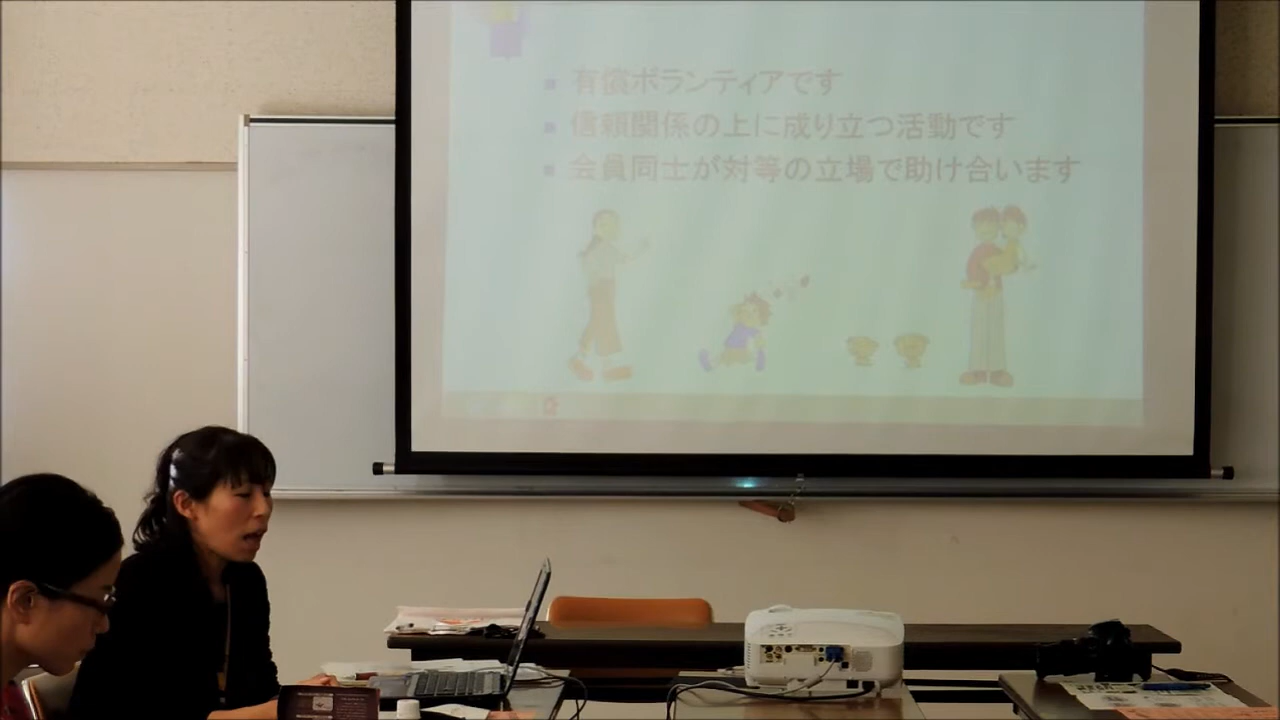 有償ボランティアです
信頼関係の上に成り立つ活動です
会員同士が対等の立場で助け合います